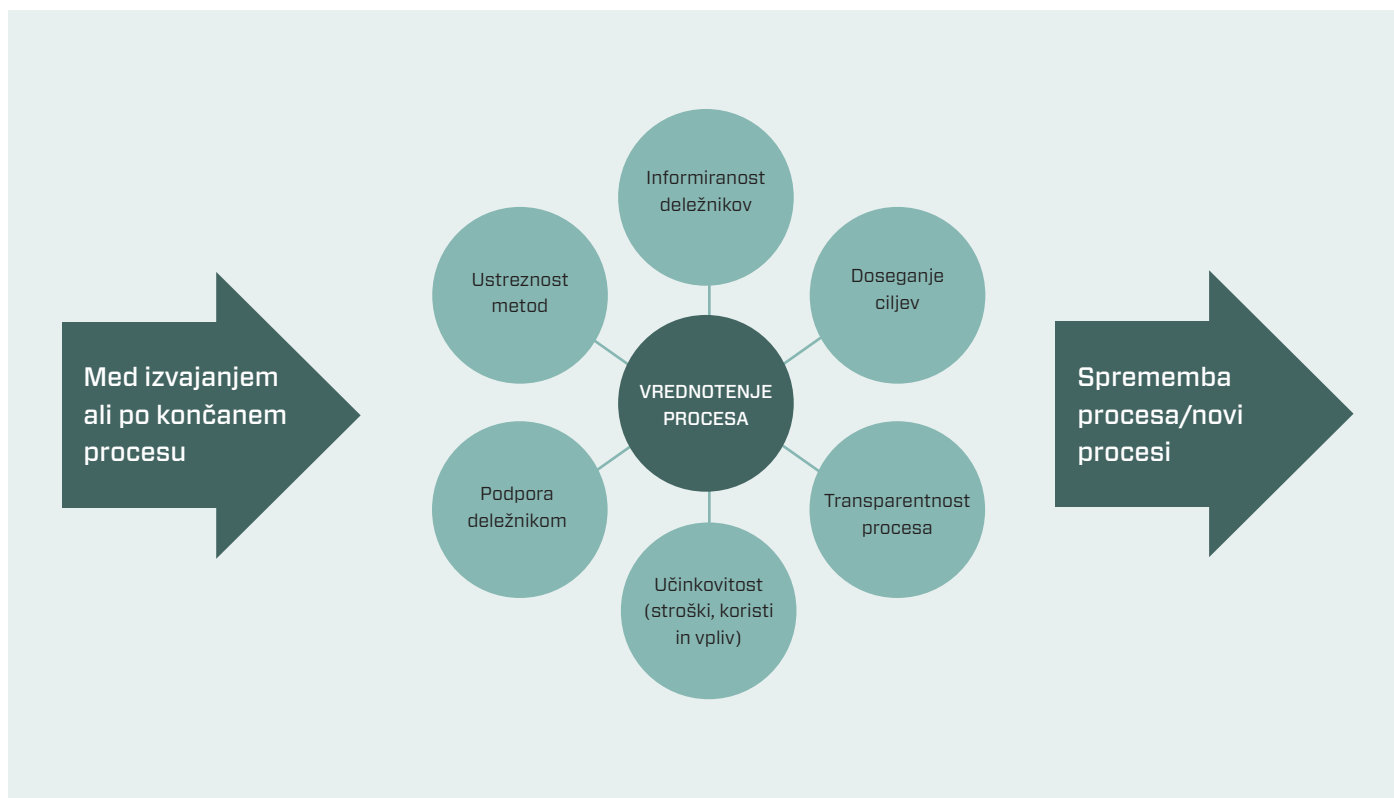 Med izvajanjem
ali po končanem
procesu
Informiranost
deležnikov
Ustreznost
metod
Doseganje
ciljev
VREDNOTENJE
PROCESA
Podpora
deležnikom
Transparentnost
procesa
Učinkovitost
(stroški, koristi
in vpliv)
Sprememba
procesa/novi
procesi